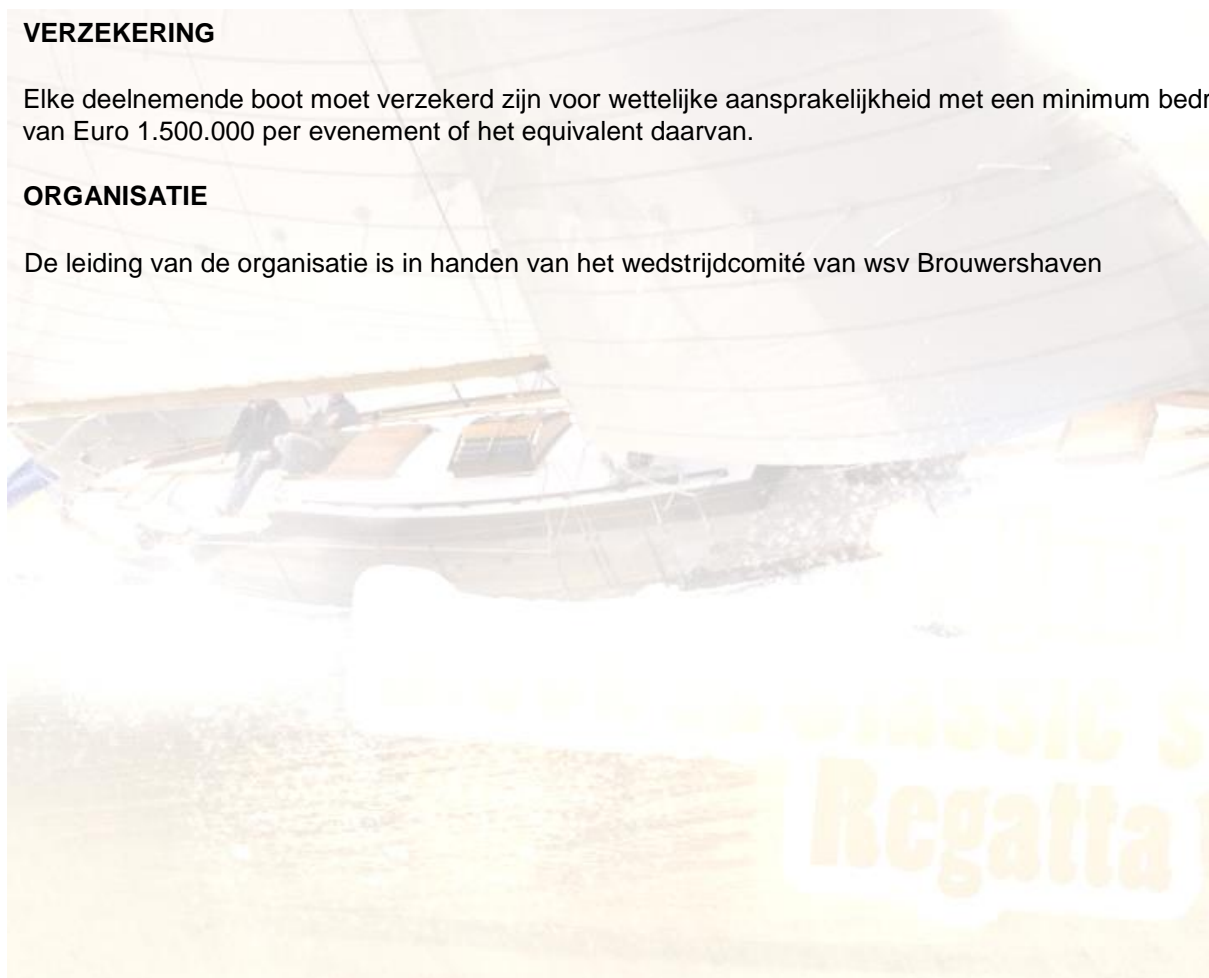 VERZEKERING
Elke deelnemende boot moet verzekerd zijn voor wettelijke aansprakelijkheid met een minimum
van Euro 1.500.000 per evenement of het equivalent daarvan.
ORGANISATIE
De leiding van de organisatie is in handen van het wedstrijdcomité van wsv Brouwershaven
Classic
Regatta